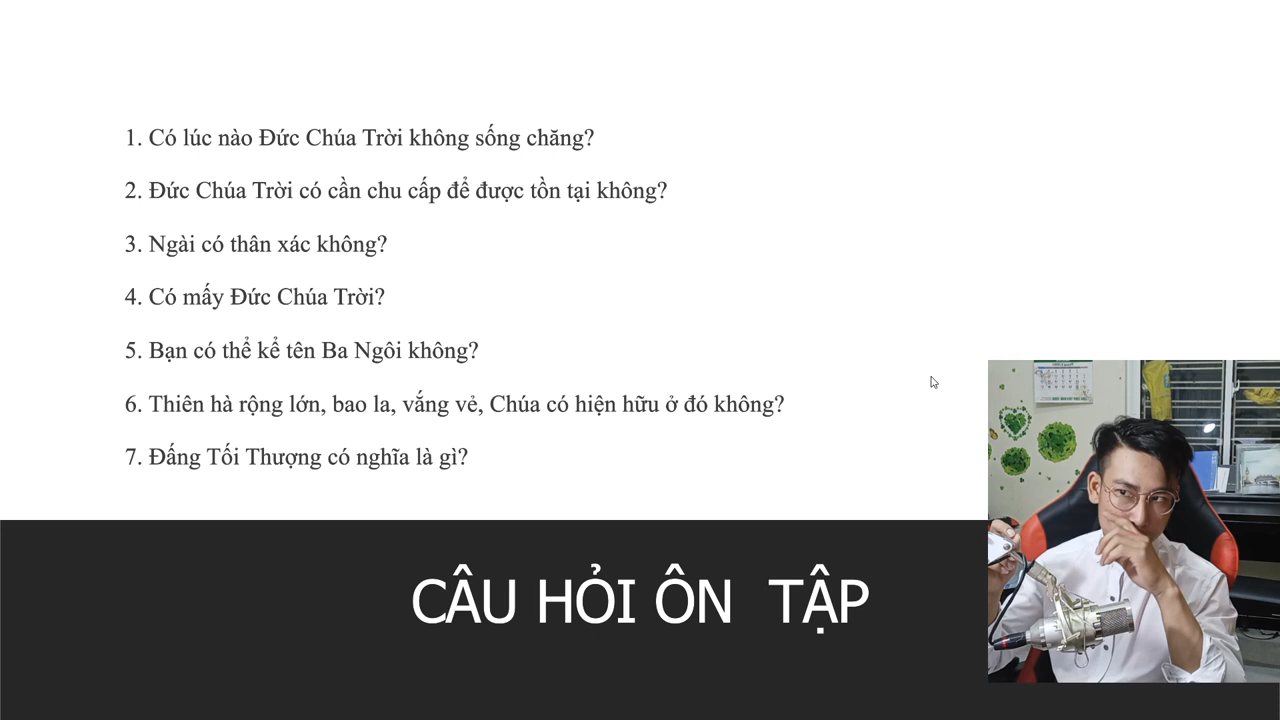 1. Có lúc nào Đức Chúa Trời không sống chăng?
2. Đức Chúa Trời có cần chu cấp để được tồn tại không?
3. Ngài có thân xác không?
4. Có mấy Đức Chúa Trời?
5. Bạn có thể kể tên Ba Ngôi không?
6. Thiên hà rộng lớn, bao la, vắng vẻ, Chúa có hiện hữu ở đó không?
7. Đấng Tối Thượng có nghĩa là gì?
CÂU HỎI ÔN TẬP